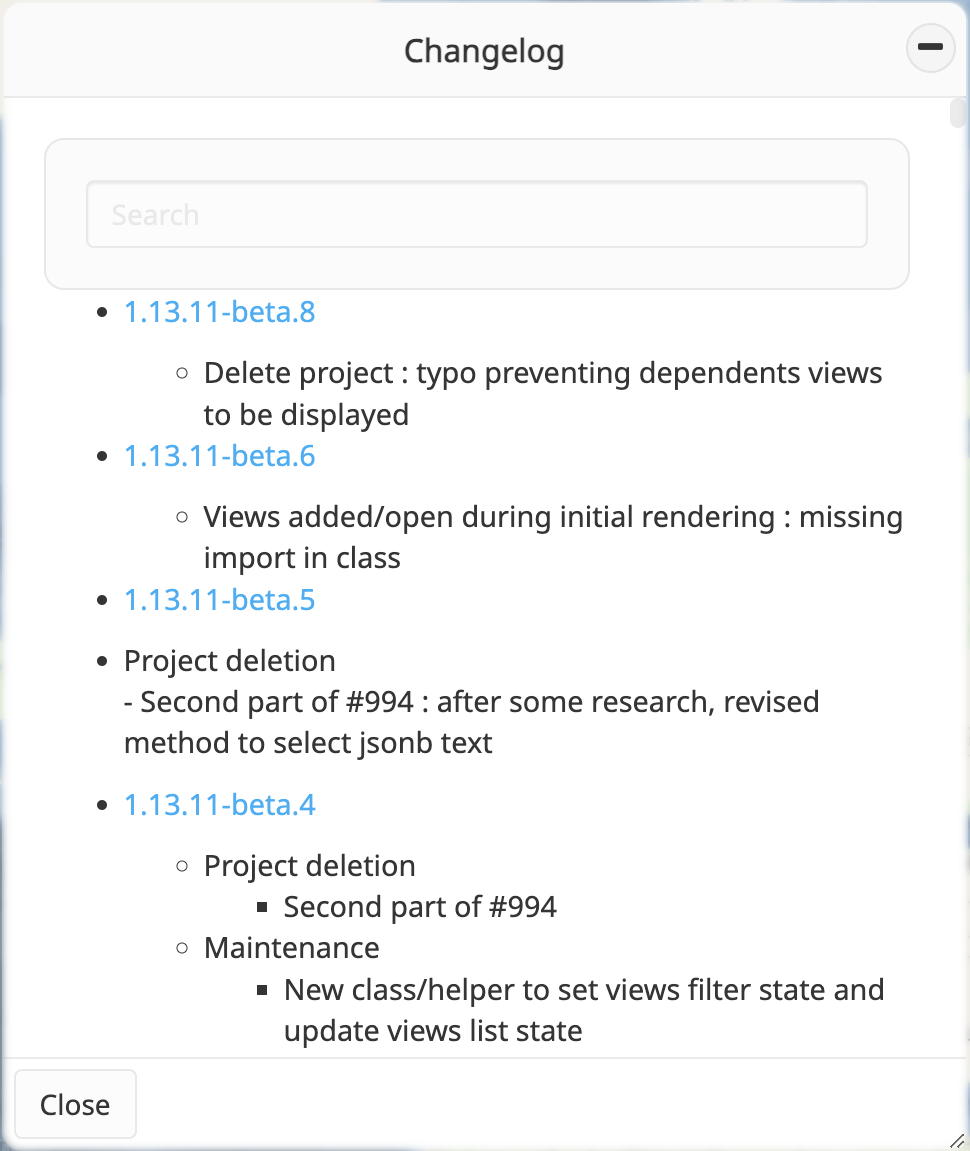 Changelog
Search
1.13.11-beta.8
Delete project : typo preventing dependents views
to be displayed
1.13.11-beta.6
Views added/open during initial rendering : missing
import in class
1.13.11-beta.5
Project deletion
- Second part of #994 : after some research, revised
method to select jsonb text
1.13.11-beta.4
Project deletion
Second part of #994
Maintenance
New class/helper to set views filter state and
update views list state
Close